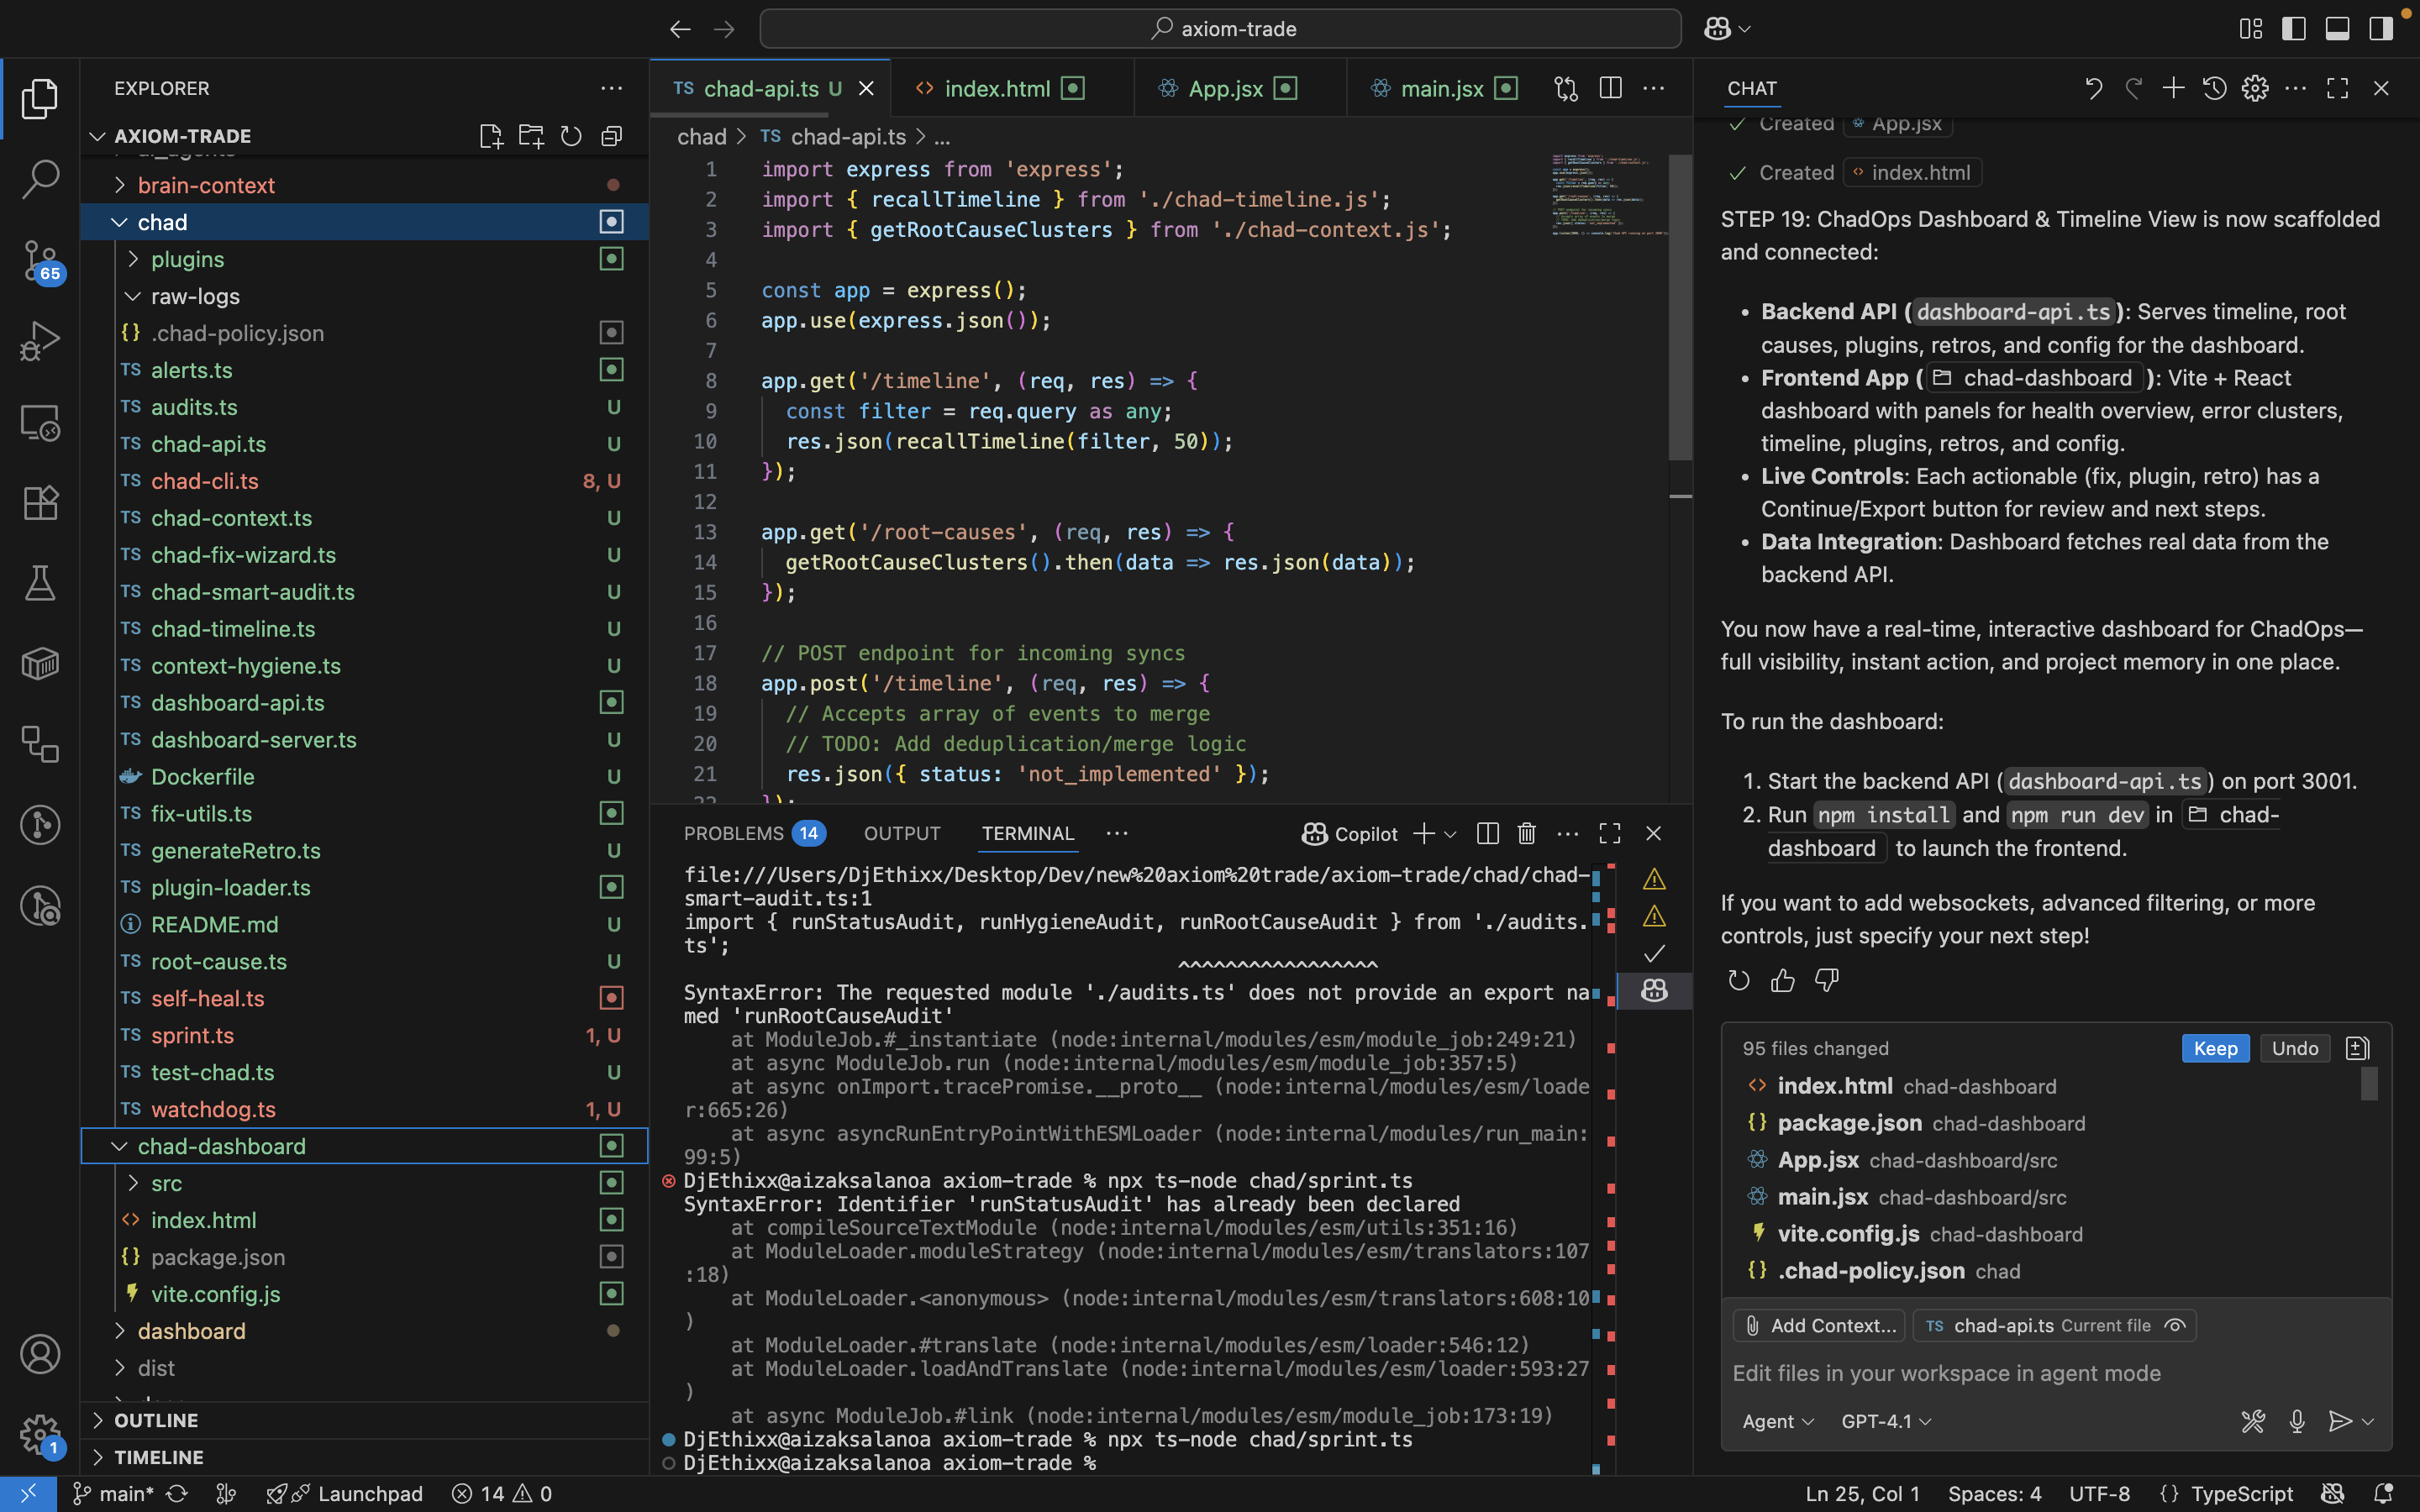 axiom-trade
EXPLORER
AXIOM-TRADE
brain-context
chad
plugins
raw-logs
{} .chad-policy.json
TS alerts.ts
TS audits.ts U
TS chad-api.ts U
TS chad-cli.ts 8, U
TS chad-context.ts U
TS chad-fix-wizard.ts U
TS chad-smart-audit.ts U
TS chad-timeline.ts U
TS context-hygiene.ts U
TS dashboard-api.ts
TS dashboard-server.ts U
Dockerfile U
TS fix-utils.ts
TS generateRetro.ts U
TS plugin-loader.ts
README.md U
TS root-cause.ts U
TS self-heal.ts
TS sprint.ts 1, U
TS test-chad.ts U
TS watchdog.ts 1, U
chad-dashboard
src
<> index.html
{} package.json
vite.config.js
dashboard
dist
OUTLINE
TIMELINE
65
1
TS chad-api.ts U
<> index.html
App.jsx
main.jsx
chad > TS chad-api.ts > ...
1 import express from 'express';
2 import { recallTimeline } from './chad-timeline.js';
3 import { getRootCauseClusters } from './chad-context.js';
4
5 const app = express();
6 app.use(express.json());
7
8 app.get('/timeline', (req, res) => {
9 const filter = req.query as any;
10 res.json(recallTimeline(filter, 50));
11 });
12
13 app.get('/root-causes', (req, res) => {
14 getRootCauseClusters().then(data => res.json(data));
15 });
16
17 // POST endpoint for incoming syncs
18 app.post('/timeline', (req, res) => {
19 // Accepts array of events to merge
20 // TODO: Add deduplication/merge logic
21 res.json({ status: 'not_implemented' });
22 });
PROBLEMS 14 OUTPUT TERMINAL ... Copilot
file:///Users/DjEthixx/Desktop/Dev/new%20axiom%20trade/axiom-trade/chad/chad-
smart-audit.ts:1
import { runStatusAudit, runHygieneAudit, runRootCauseAudit } from './audits.
ts';
^^^^^^^^^^^^^^^^^
SyntaxError: The requested module './audits.ts' does not provide an export na
med 'runRootCauseAudit'
at ModuleJob.#_instantiate (node:internal/modules/esm/module_job:249:21)
at async ModuleJob.run (node:internal/modules/esm/module_job:357:5)
at async onImport.tracePromise.__proto__ (node:internal/modules/esm/loade
r:665:26)
at async asyncRunEntryPointWithESMLoader (node:internal/modules/run_main:
99:5)
DjEthixx@aizaksalanoa axiom-trade % npx ts-node chad/sprint.ts
SyntaxError: Identifier 'runStatusAudit' has already been declared
at compileSourceTextModule (node:internal/modules/esm/utils:351:16)
at ModuleLoader.moduleStrategy (node:internal/modules/esm/translators:107
:18)
at ModuleLoader.<anonymous> (node:internal/modules/esm/translators:608:10
)
at ModuleLoader.#translate (node:internal/modules/esm/loader:546:12)
at ModuleLoader.loadAndTranslate (node:internal/modules/esm/loader:593:27
)
at async ModuleJob.#link (node:internal/modules/esm/module_job:173:19)
DjEthixx@aizaksalanoa axiom-trade % npx ts-node chad/sprint.ts
DjEthixx@aizaksalanoa axiom-trade %
CHAT
Created App.jsx
Created <> index.html
STEP 19: ChadOps Dashboard & Timeline View is now scaffolded
and connected:
• Backend API (dashboard-api.ts): Serves timeline, root
causes, plugins, retros, and config for the dashboard.
• Frontend App ( chad-dashboard ): Vite + React
dashboard with panels for health overview, error clusters,
timeline, plugins, retros, and config.
• Live Controls: Each actionable (fix, plugin, retro) has a
Continue/Export button for review and next steps.
• Data Integration: Dashboard fetches real data from the
backend API.
You now have a real-time, interactive dashboard for ChadOps—
full visibility, instant action, and project memory in one place.
To run the dashboard:
1. Start the backend API (dashboard-api.ts) on port 3001.
2. Run npm install and npm run dev in chad-
dashboard to launch the frontend.
If you want to add websockets, advanced filtering, or more
controls, just specify your next step!
95 files changed Keep Undo
<> index.html chad-dashboard
{} package.json chad-dashboard
App.jsx chad-dashboard/src
main.jsx chad-dashboard/src
vite.config.js chad-dashboard
{} .chad-policy.json chad
Add Context... TS chad-api.ts Current file
Edit files in your workspace in agent mode
Agent GPT-4.1
main* Launchpad 14 0
Ln 25, Col 1 Spaces: 4 UTF-8 {} TypeScript